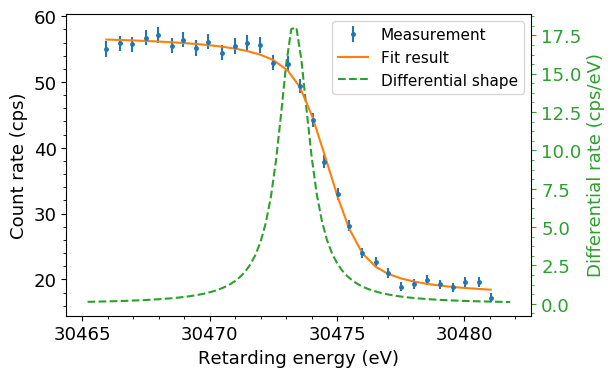 60
50
40
30
20
Count rate (cps)
Measurement
Fit result
Differential shape
17.5
15.0
12.5
10.0
7.5
5.0
2.5
0.0
Differential rate (cps/eV)
30465 30470 30475 30480
Retarding energy (eV)